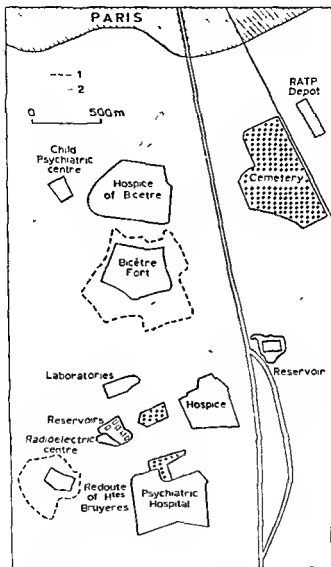 PARIS
1
2
0 500m
RATP
Depot
Child
Psychiatric
centre
Hospice
of Bcetre
Cemetery
Bicêtre
Fort
Reservoir
Laboratories
Hospice
Reservoirs
Radioelectric
centre
Redoute of Htes
Bruyeres
Psychiatric
Hospital